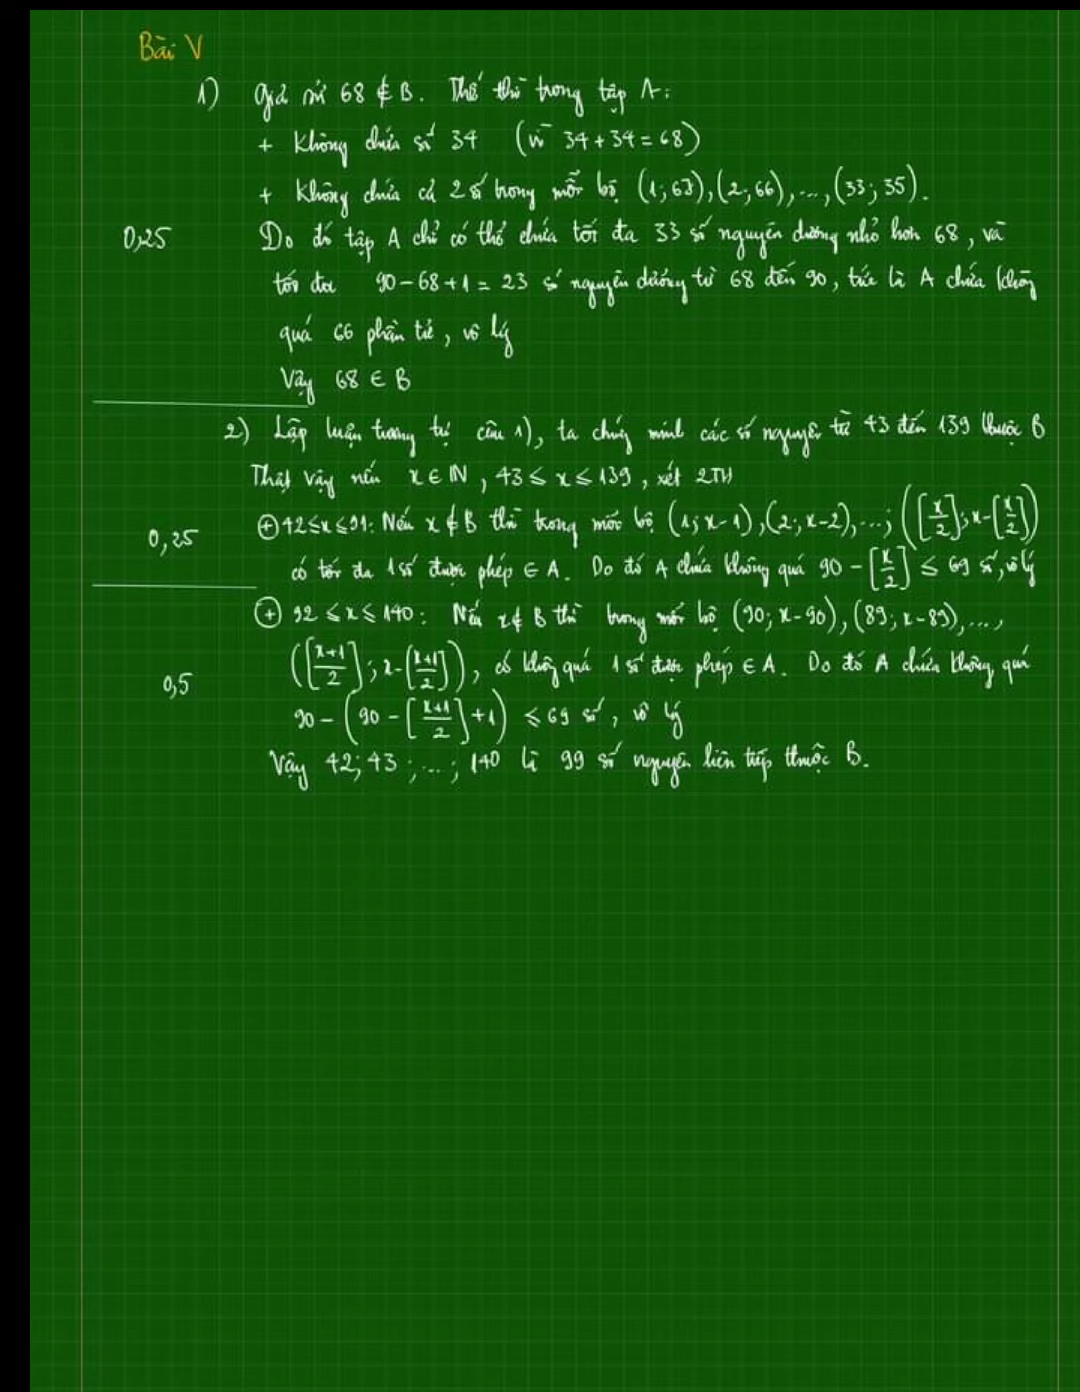 Bài V
1) Giả sử 68 ∉ B. Thế thì trong tập A:
+ Không chứa số 34 (vì 34 + 34 = 68)
+ Không chứa cả 2 số trong mỗi bộ (1; 67), (2; 66), ..., (33; 35).
0,25 Do đó tập A chỉ có thể chứa tối đa 33 số nguyên dương nhỏ hơn 68, và
tối đa 90 - 68 + 1 = 23 số nguyên dương từ 68 đến 90, tức là A chứa không
quá 66 phần tử, vô lý
Vậy 68 ∈ B
2) Lập luận tương tự câu 1), ta chứng minh các số nguyên từ 43 đến 139 thuộc B
Thật vậy nếu x ∈ ℕ, 43 ≤ x ≤ 139, xét 2TH
0,25 ⊕ 42 ≤ x ≤ 91: Nếu x ∉ B thì trong mỗi bộ (1; x-1), (2; x-2), ...; ([x/2]; x-[x/2])
có tối đa 1 số được phép ∈ A. Do đó A chứa không quá 90 - [x/2] ≤ 69 số, vô lý
⊕ 92 ≤ x ≤ 140: Nếu x ∉ B thì trong mỗi bộ (90; x-90), (89; x-89), ...,
0,5 ([x+1/2]; x-[x+1/2]), có không quá 1 số được phép ∈ A. Do đó A chứa không quá
90 - (90 - [x+1/2] + 1) ≤ 69 số, vô lý
Vậy 42; 43; ...; 140 là 99 số nguyên liên tiếp thuộc B.